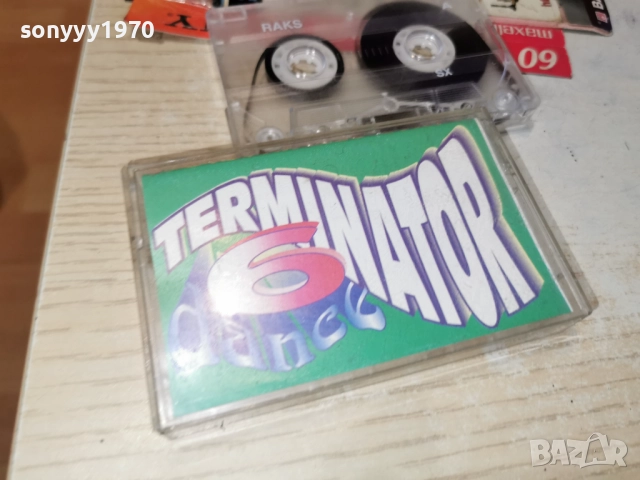 sonyyy1970
RAKS
SX
maxell
60
TERMINATOR
6
Dance
BAZAR